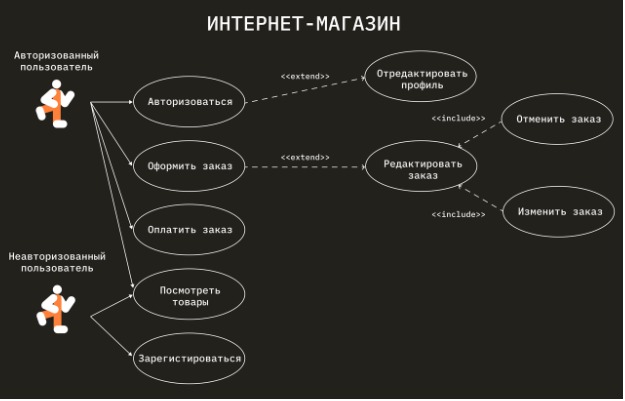 ИНТЕРНЕТ-МАГАЗИН
Авторизованный
пользователь
<<extend>>
Отредактировать
профиль
Авторизоваться
<<include>>
Отменить заказ
<<extend>>
Оформить заказ
Редактировать
заказ
<<include>>
Изменить заказ
Оплатить заказ
Неавторизованный
пользователь
Посмотреть
товары
Зарегистироваться